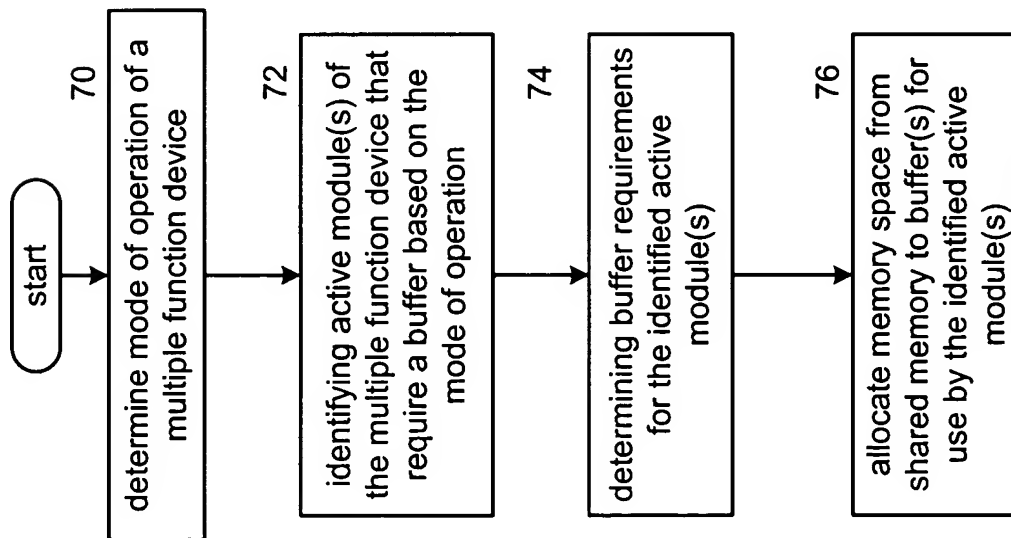 start
70
determine mode of operation of a
multiple function device
72
identifying active module(s) of
the multiple function device that
require a buffer based on the
mode of operation
74
determining buffer requirements
for the identified active
module(s)
76
allocate memory space from
shared memory to buffer(s) for
use by the identified active
module(s)